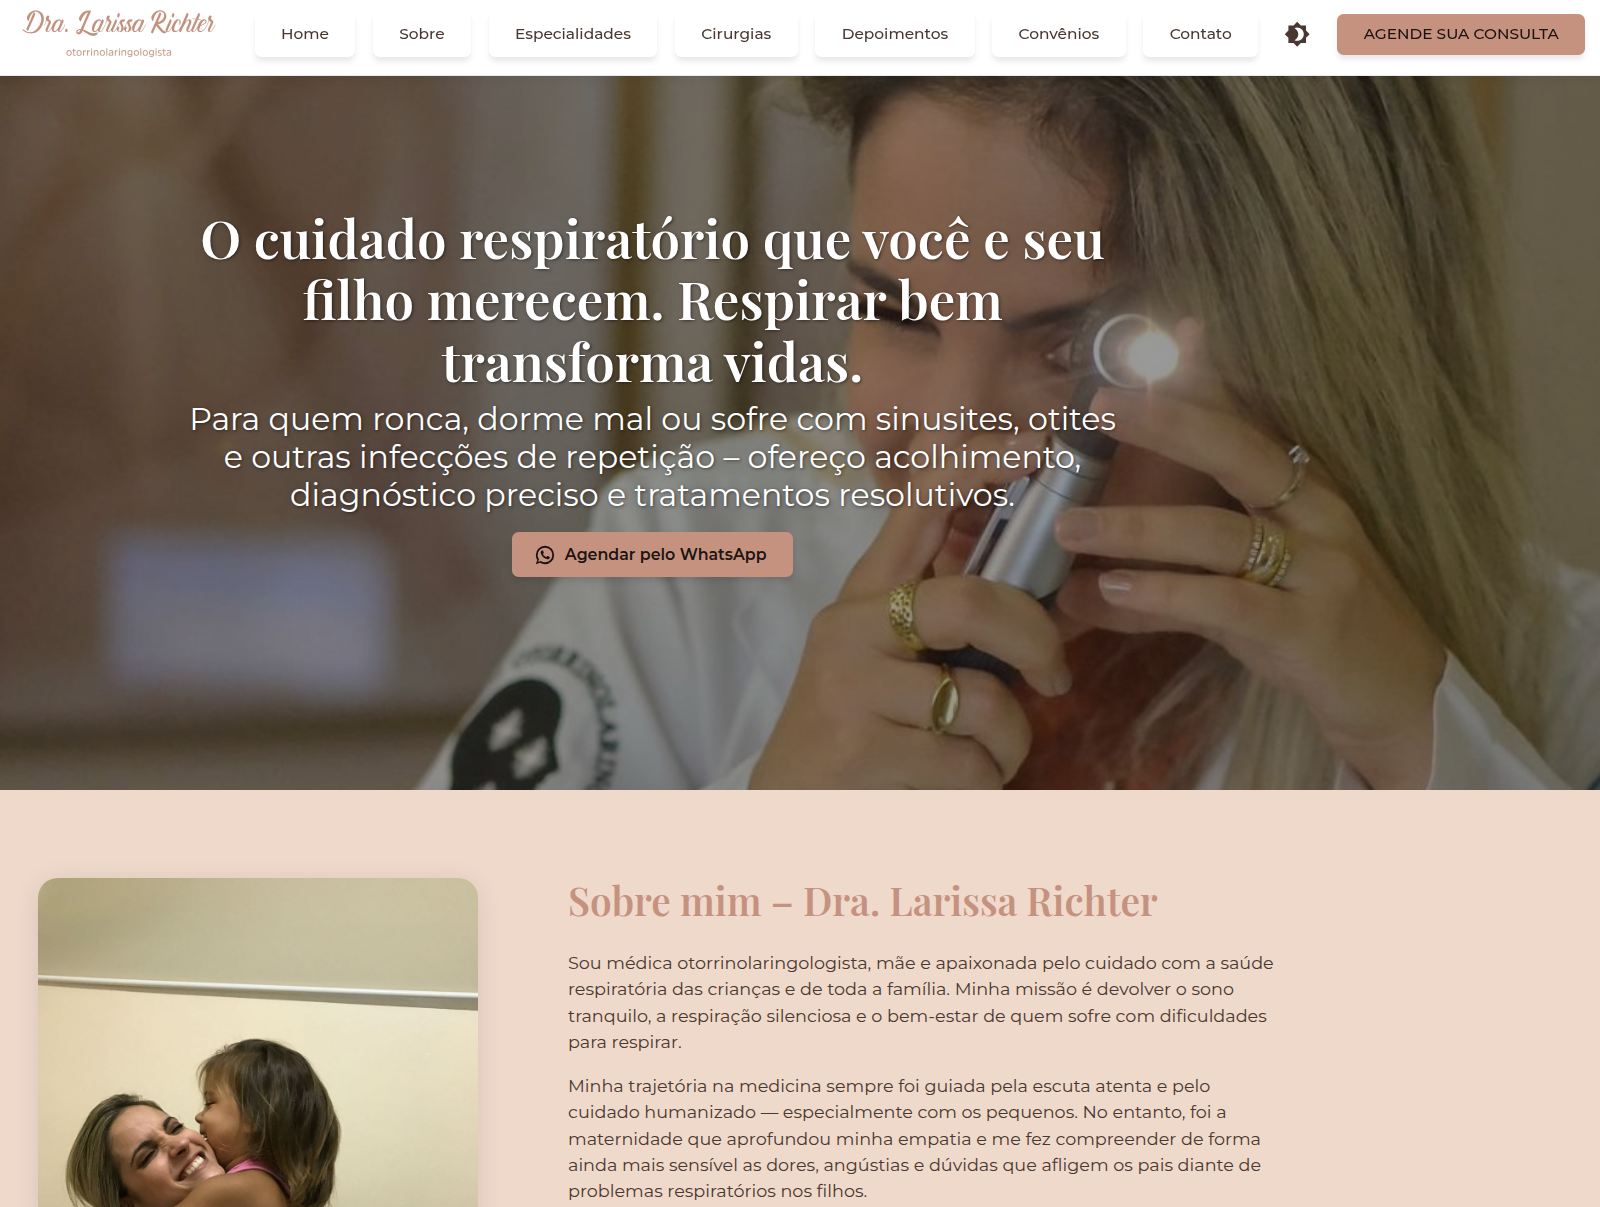 Dra. Larissa Richter
otorrinolaringologista
Home
Sobre
Especialidades
Cirurgias
Depoimentos
Convênios
Contato
AGENDE SUA CONSULTA
O cuidado respiratório que você e seu
filho merecem. Respirar bem
transforma vidas.
Para quem ronca, dorme mal ou sofre com sinusites, otites
e outras infecções de repetição – ofereço acolhimento,
diagnóstico preciso e tratamentos resolutivos.
Agendar pelo WhatsApp
Sobre mim – Dra. Larissa Richter
Sou médica otorrinolaringologista, mãe e apaixonada pelo cuidado com a saúde
respiratória das crianças e de toda a família. Minha missão é devolver o sono
tranquilo, a respiração silenciosa e o bem-estar de quem sofre com dificuldades
para respirar.
Minha trajetória na medicina sempre foi guiada pela escuta atenta e pelo
cuidado humanizado — especialmente com os pequenos. No entanto, foi a
maternidade que aprofundou minha empatia e me fez compreender de forma
ainda mais sensível as dores, angústias e dúvidas que afligem os pais diante de
problemas respiratórios nos filhos.